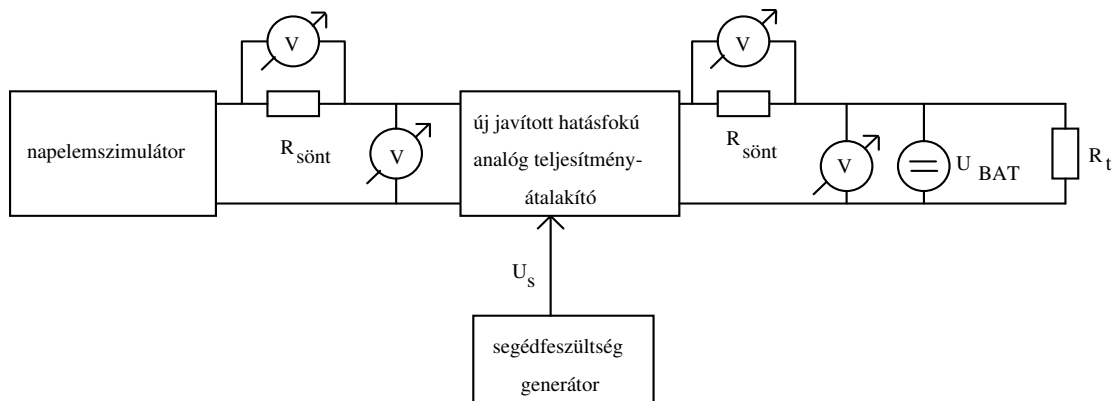 V
V
napelemszimulátor
R sönt
V
új javított hatásfokú
analóg teljesítmény-
átalakító
R sönt
V
U BAT
R t
U s
segédfeszültség
generátor